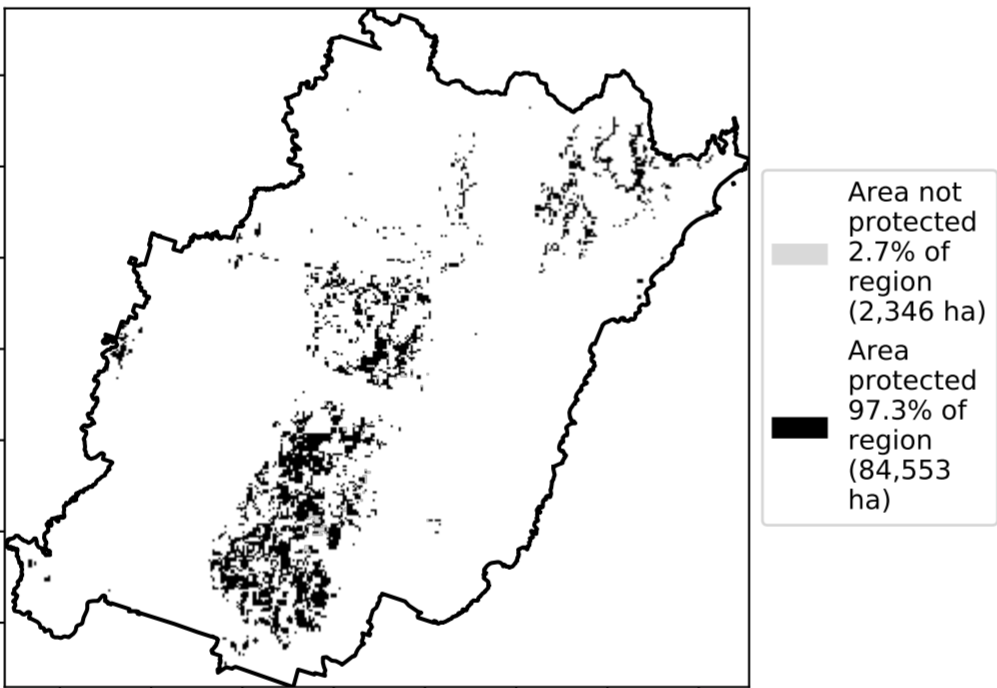 Area not
protected
2.7% of
region
(2,346 ha)
Area
protected
97.3% of
region
(84,553
ha)